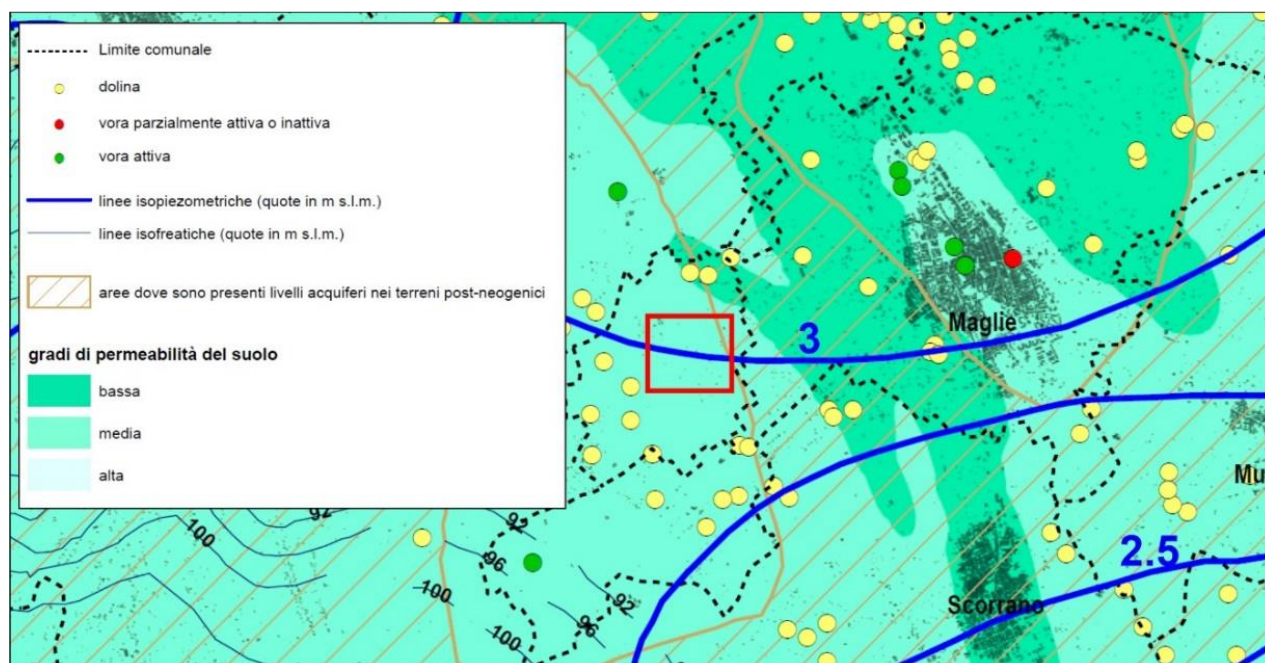 Limite comunale
dolina
vora parzialmente attiva o inattiva
vora attiva
linee isopiezometriche (quote in m s.l.m.)
linee isofreatiche (quote in m s.l.m.)
aree dove sono presenti livelli acquiferi nei terreni post-neogenici
gradi di permeabilità del suolo
bassa
media
alta
Maglie
3
Mu
2.5
Scorrano
100
92
92
96
100
92
96
100